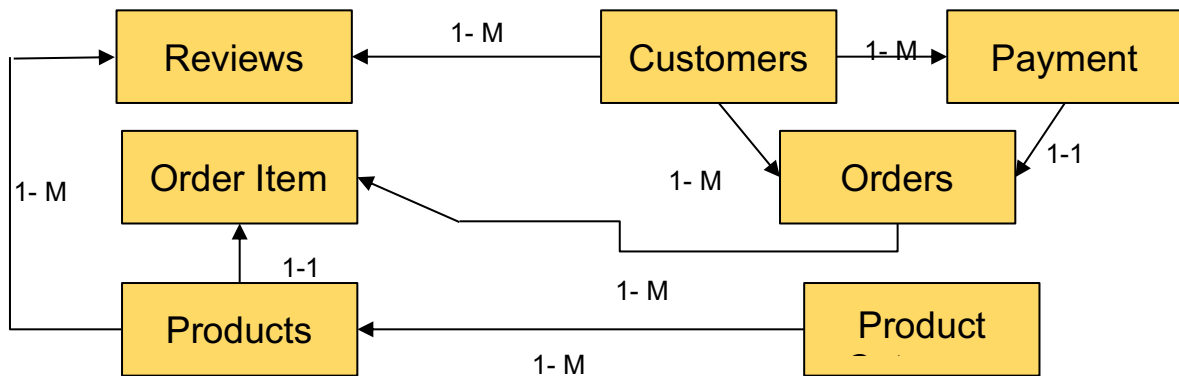 1- M
Reviews
Customers
1- M
Payment
Order Item
1- M
1- M
Orders
1-1
1-1
1- M
Products
Product
1- M